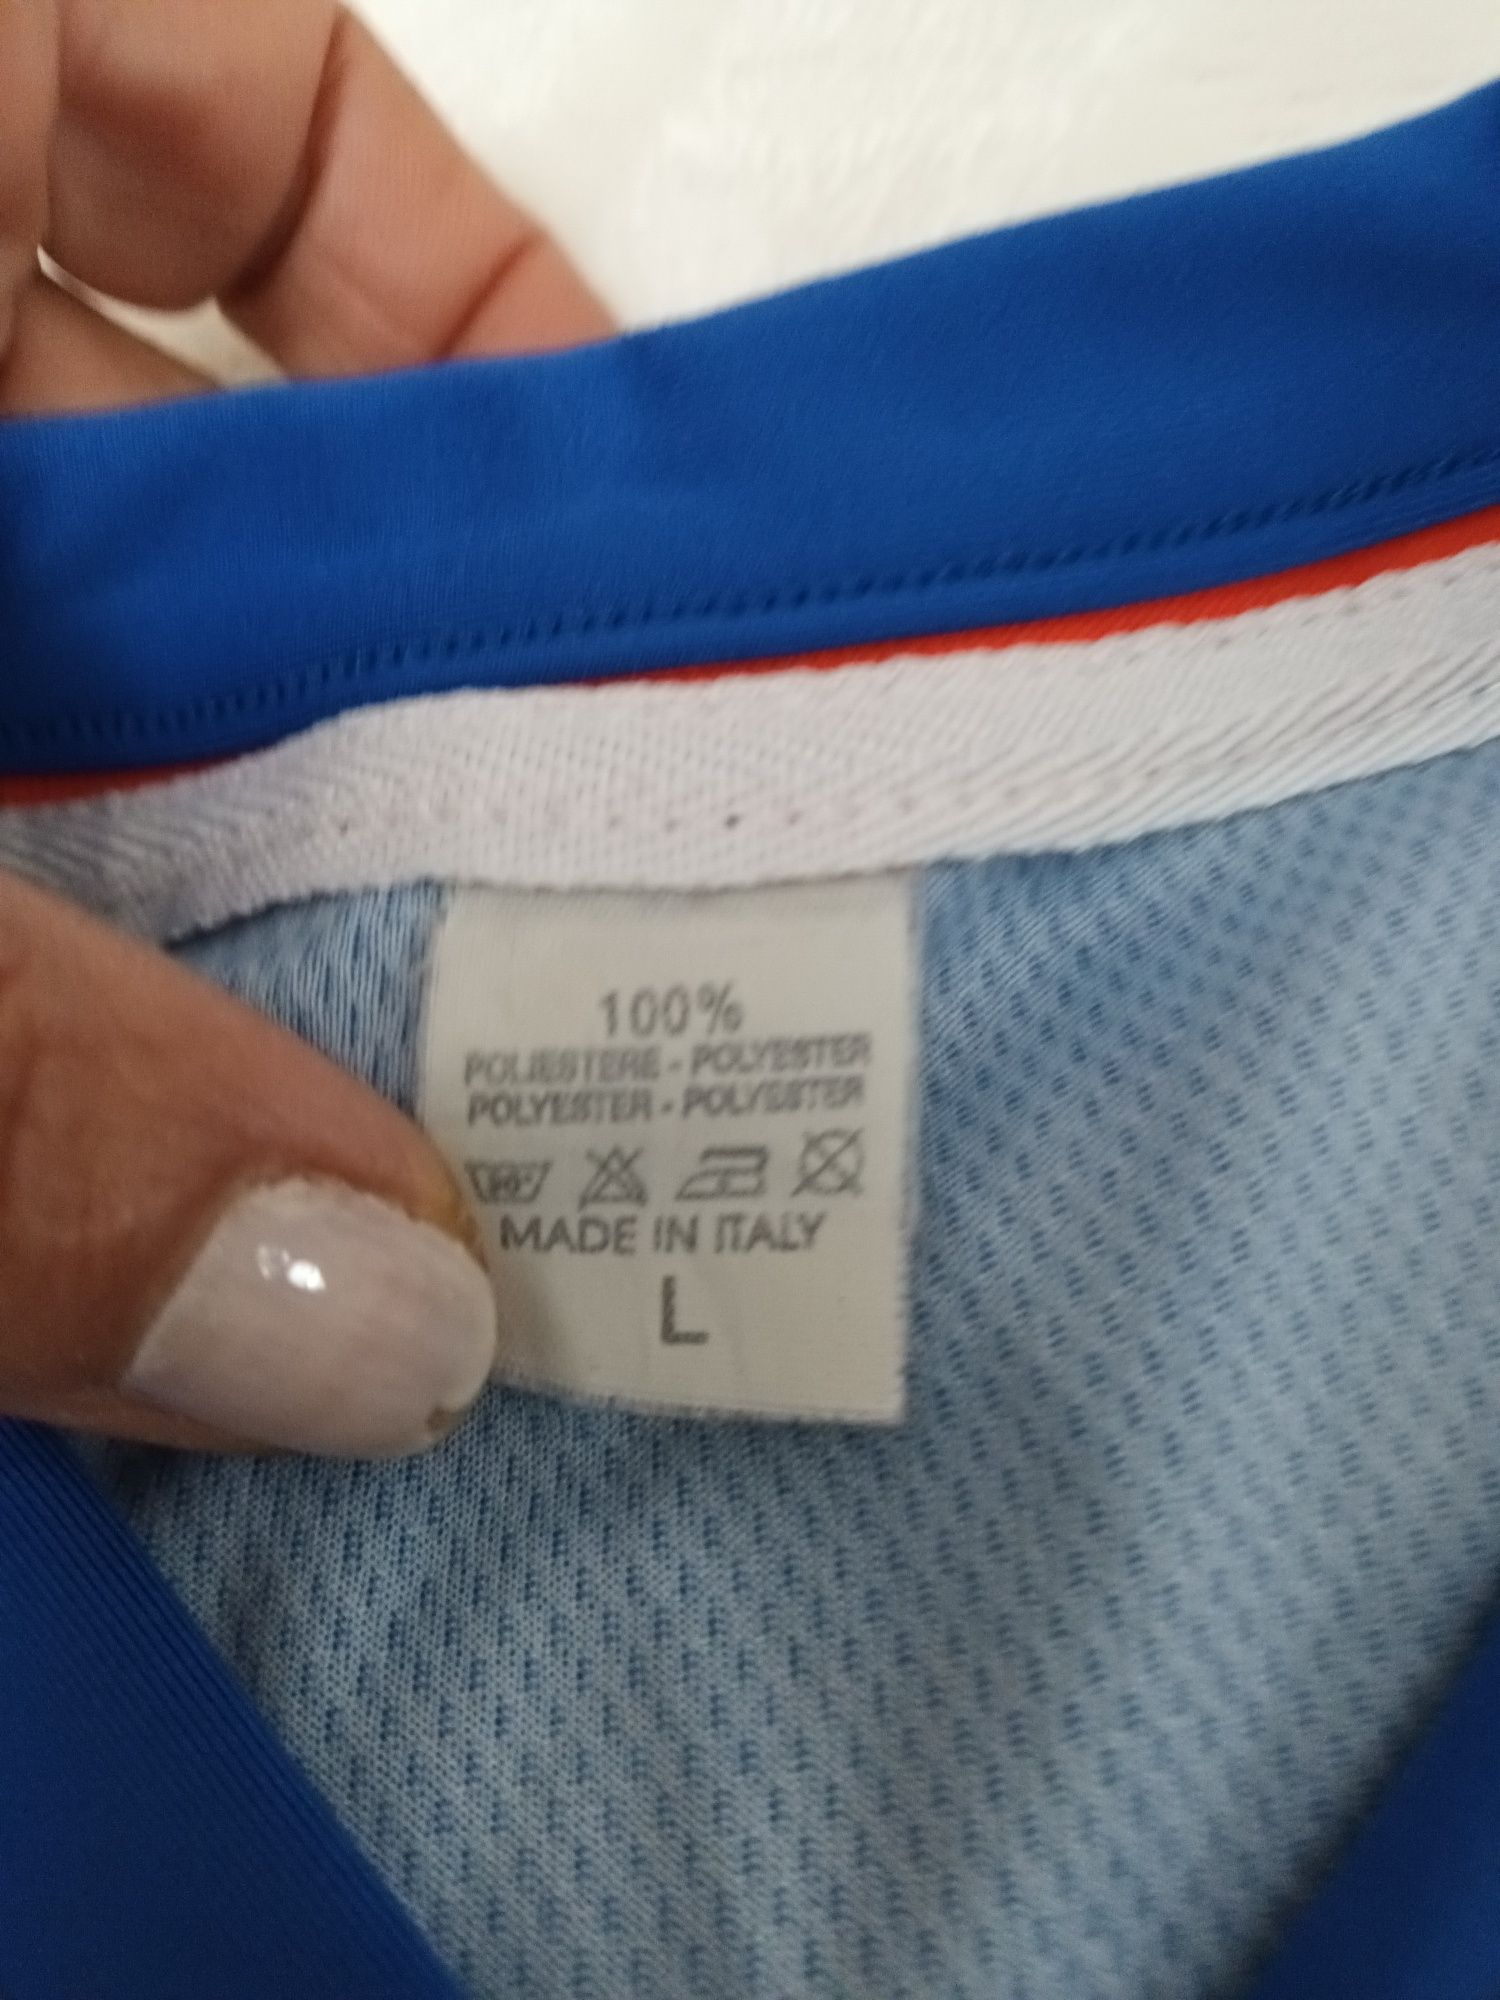 100%
POLIESTERE - POLYESTER
POLYESTER - POLYESTER
MADE IN ITALY
L